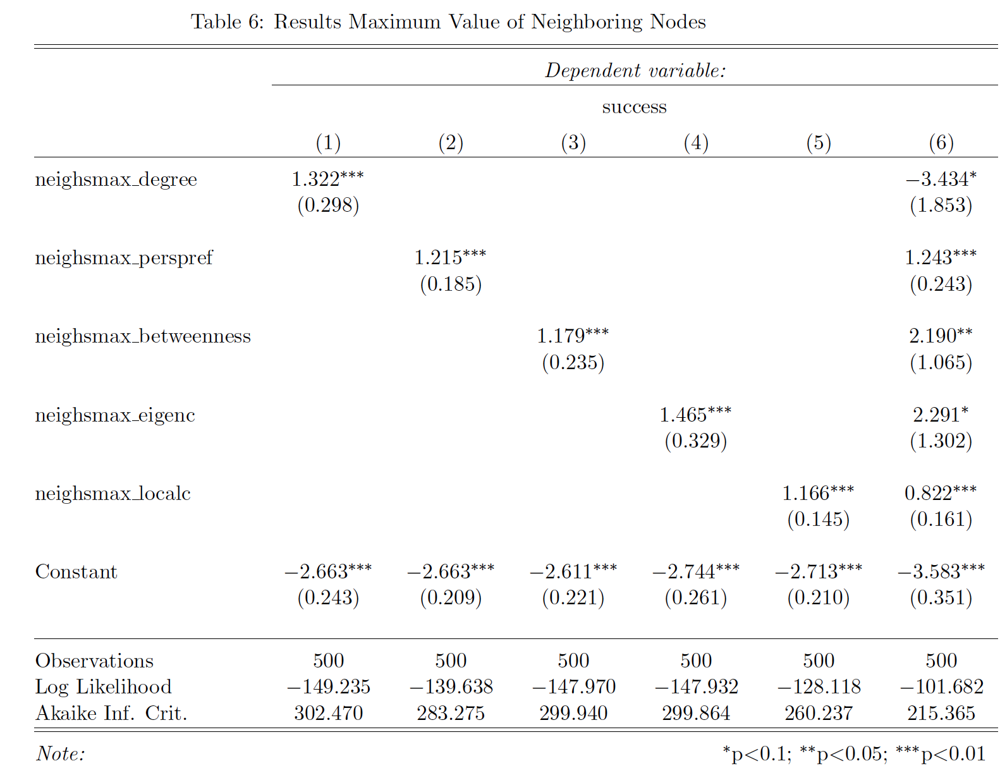 Table 6: Results Maximum Value of Neighboring Nodes
Dependent variable:
success
(1) (2) (3) (4) (5) (6)
neighsmax_degree 1.322*** −3.434*
(0.298) (1.853)
neighsmax_perspref 1.215*** 1.243***
(0.185) (0.243)
neighsmax_betweenness 1.179*** 2.190**
(0.235) (1.065)
neighsmax_eigenc 1.465*** 2.291*
(0.329) (1.302)
neighsmax_localc 1.166*** 0.822***
(0.145) (0.161)
Constant −2.663*** −2.663*** −2.611*** −2.744*** −2.713*** −3.583***
(0.243) (0.209) (0.221) (0.261) (0.210) (0.351)
Observations 500 500 500 500 500 500
Log Likelihood −149.235 −139.638 −147.970 −147.932 −128.118 −101.682
Akaike Inf. Crit. 302.470 283.275 299.940 299.864 260.237 215.365
Note: *p<0.1; **p<0.05; ***p<0.01